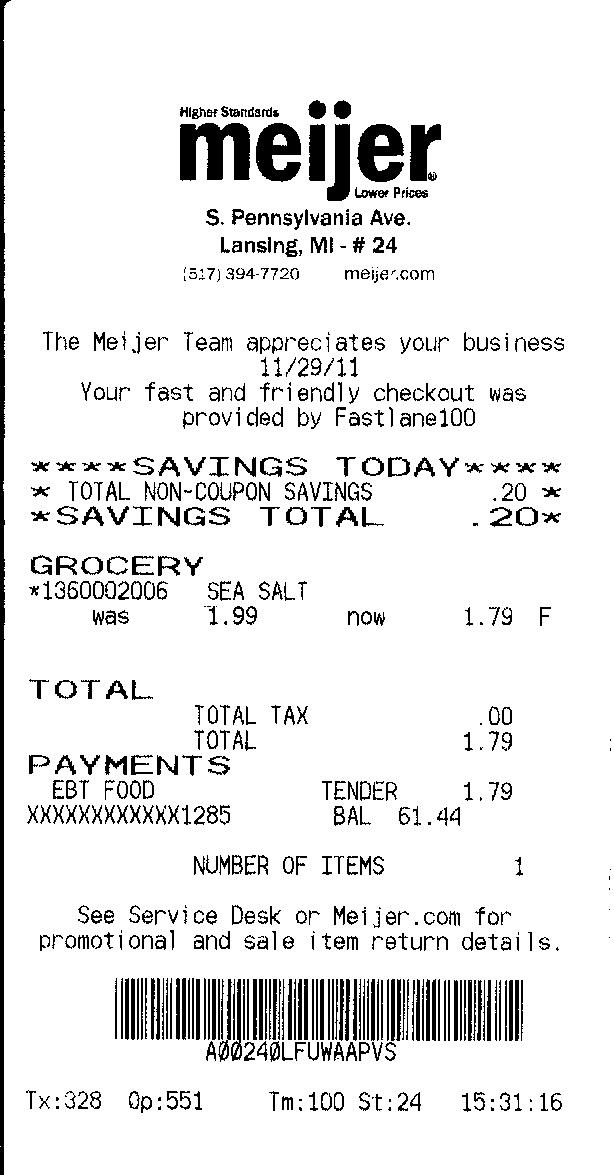 Higher Standards
meijer®
Lower Prices
S. Pennsylvania Ave.
Lansing, MI - # 24
(517) 394-7720 meijer.com
The Meijer Team appreciates your business
11/29/11
Your fast and friendly checkout was
provided by Fastlane100
****SAVINGS TODAY****
* TOTAL NON-COUPON SAVINGS .20 *
*SAVINGS TOTAL .20*
GROCERY
*1360002006 SEA SALT
was 1.99 now 1.79 F
TOTAL
TOTAL TAX .00
TOTAL 1.79
PAYMENTS
EBT FOOD TENDER 1.79
XXXXXXXXXXXX1285 BAL 61.44
NUMBER OF ITEMS 1
See Service Desk or Meijer.com for
promotional and sale item return details.
A00240LFUWAAPVS
Tx:328 Op:551 Tm:100 St:24 15:31:16